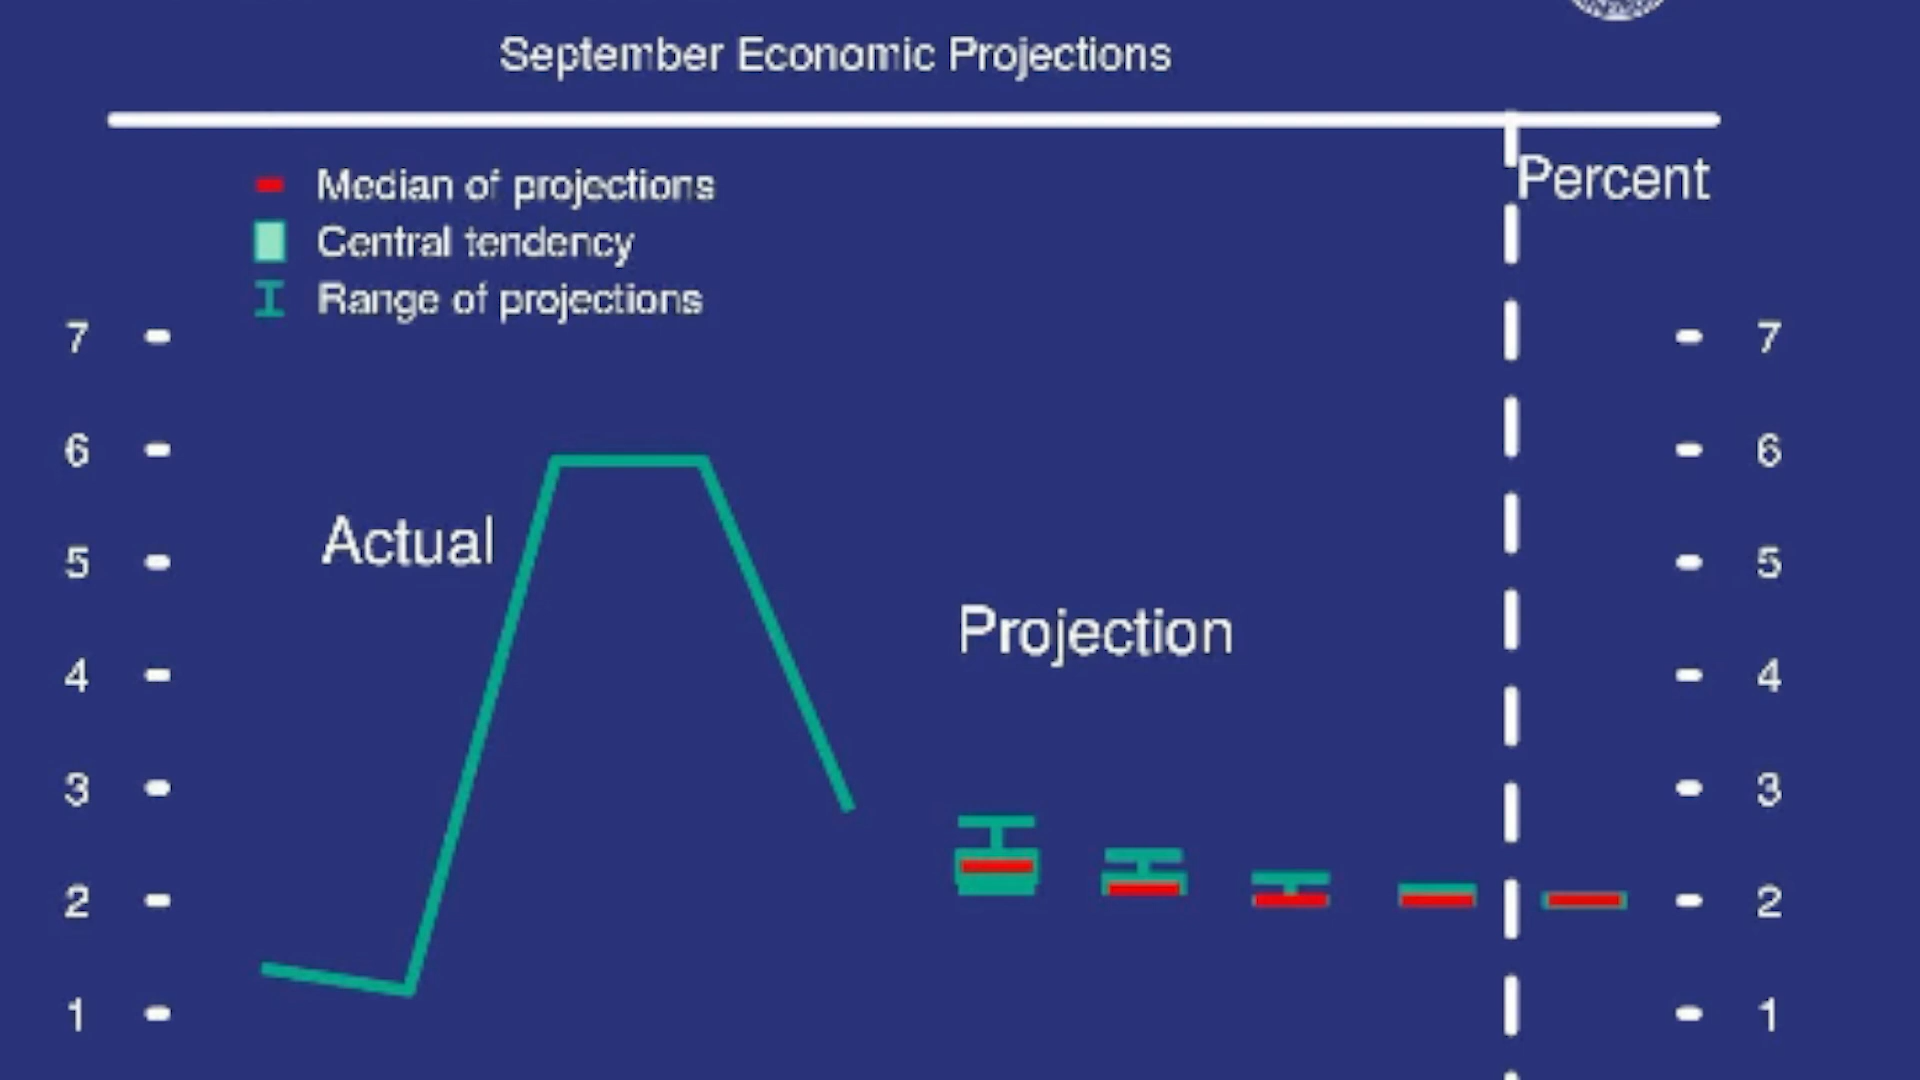 September Economic Projections
Percent
Median of projections
Central tendency
Range of projections
7 7
6 6
Actual
5 5
Projection
4 4
3 3
2 2
1 1